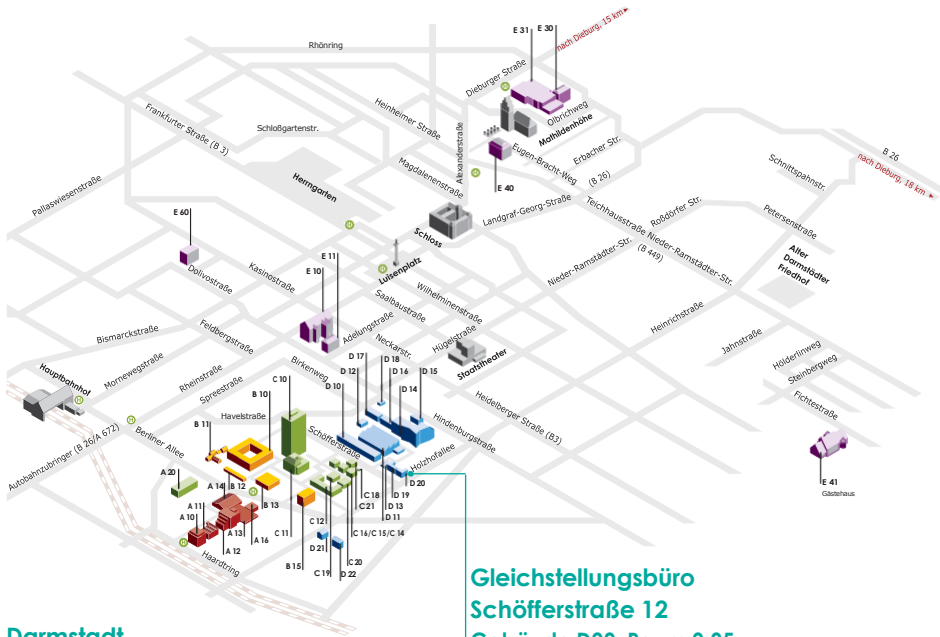 E 31
E 30
nach Dieburg, 15 km
Rhönring
Dieburger Straße
H
Olbrichweg
Heinheimer Straße
Frankfurter Straße (B 3)
Schloßgartenstr.
Mathildenhöhe
Alexanderstraße
Erbacher Str.
Eugen-Bracht-Weg
(B 26)
B 26
nach Dieburg, 18 km
Magdalenenstraße
H
Schnittspahnstr.
Herrngarten
E 40
Pallaswiesenstraße
Landgraf-Georg-Straße
Teichhausstraße
Roßdörfer Str.
Petersenstraße
E 60
H
Schloss
Nieder-Ramstädter-Str.
(B 449)
Nieder-Ramstädter-Str.
Alter
Darmstädter
Friedhof
E 11
E 10
H
Luisenplatz
Kasinostraße
Dolivostraße
Saalbaustraße
Wilhelminenstraße
Heinrichstraße
Bismarckstraße
Feldbergstraße
Adelungstraße
Neckarstr.
Hügelstraße
Jahnstraße
Hölderlinweg
Steinbergweg
Fichtestraße
Staatstheater
Hauptbahnhof
H
Mornewegstraße
Rheinstraße
Spreestraße
Birkenweg
D 17
D 18
D 12
D 16
D 15
D 10
D 14
C 10
B 10
Havelstraße
Schöfferstraße
Heidelberger Straße (B3)
Hindenburgstraße
Holzhofallee
H
Autobahnzubringer (B 26/A 672)
Berliner Allee
B 11
A 20
A 14
B 12
H
B 13
D 20
E 41
Gästehaus
A 11
A 10
H
A 13
A 12
A 16
Haardtring
C 11
B 15
C 12
D 21
C 19
D 22
C 20
C 16/C 15/C 14
C 18
C 21
D 19
D 13
D 11
Gleichstellungsbüro
Schöfferstraße 12
Darmstadt